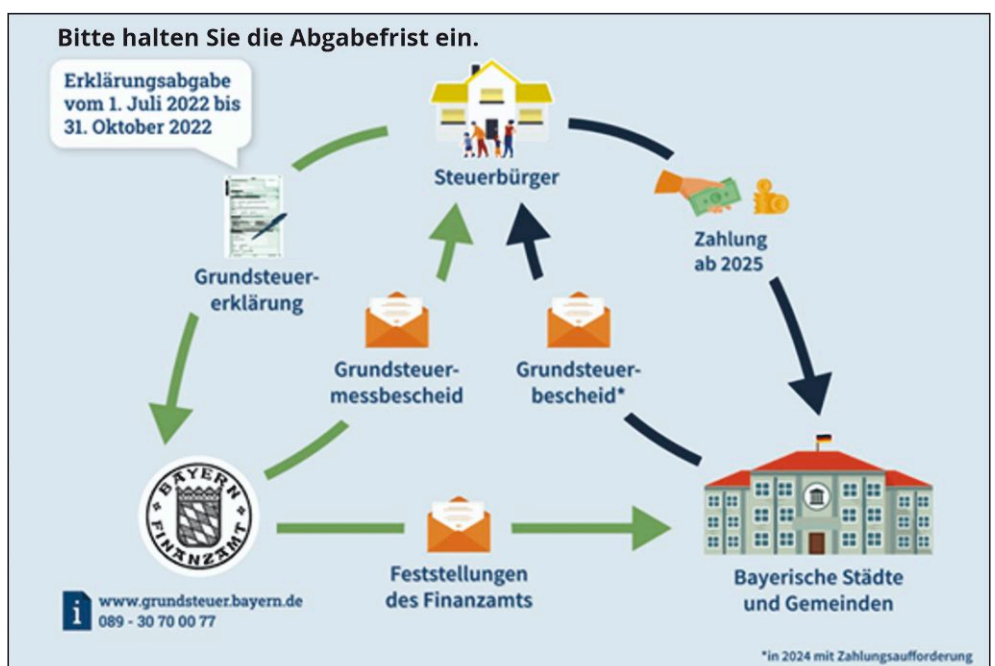 Bitte halten Sie die Abgabefrist ein.
Erklärungsabgabe
vom 1. Juli 2022 bis
31. Oktober 2022
Steuerbürger
Grundsteuer-
erklärung
Zahlung
ab 2025
Grundsteuer-
messbescheid
Grundsteuer-
bescheid*
BAYERN
FINANZAMT
Feststellungen
des Finanzamts
Bayerische Städte
und Gemeinden
i
www.grundsteuer.bayern.de
089 - 30 70 00 77
*in 2024 mit Zahlungsaufforderung